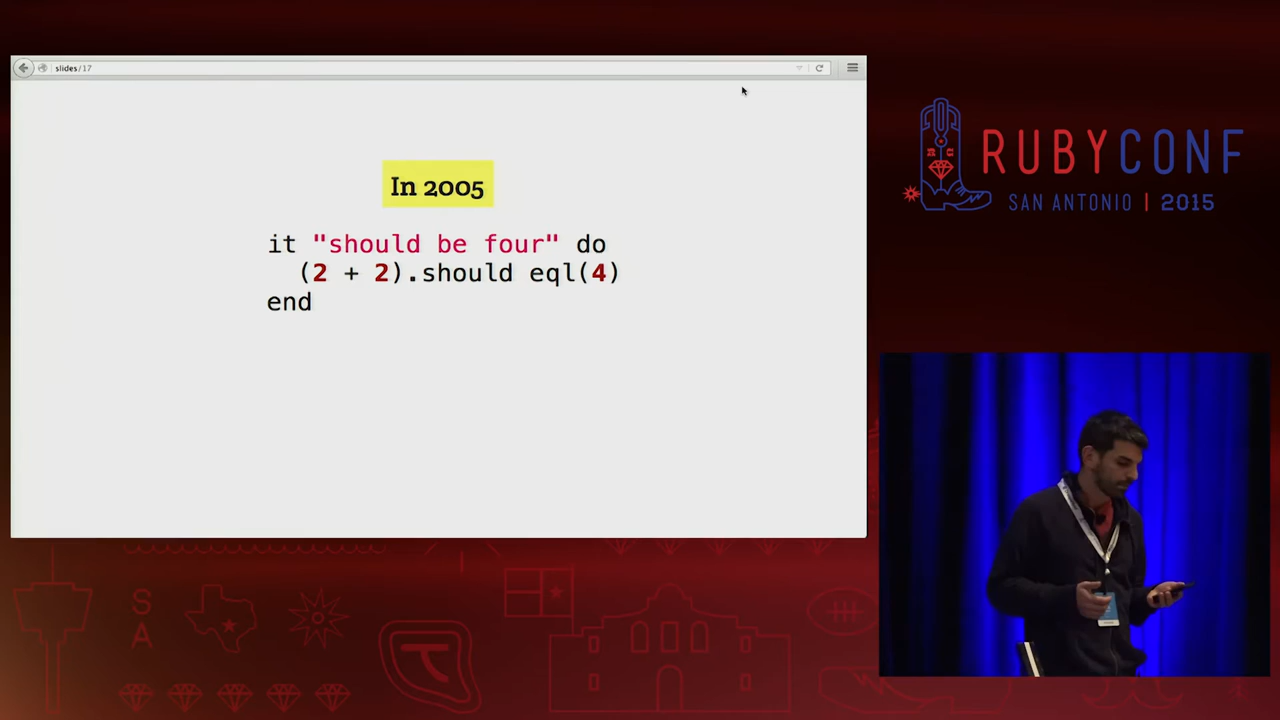 slides/17
In 2005
it "should be four" do
(2 + 2).should eql(4)
end
RUBYCONF
SAN ANTONIO | 2015
S
A